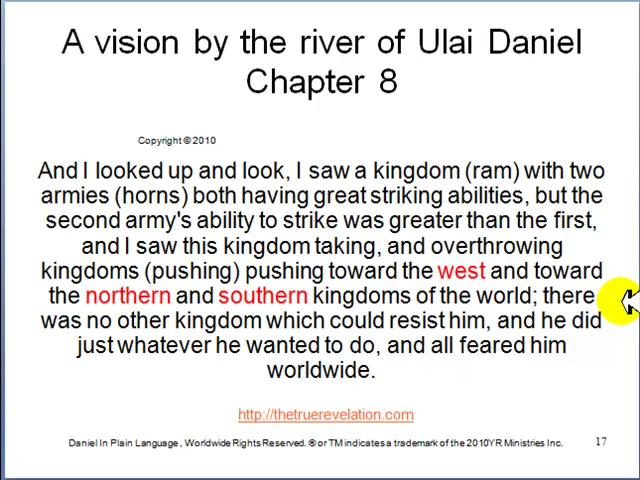 A vision by the river of Ulai Daniel
Chapter 8
Copyright © 2010
And I looked up and look, I saw a kingdom (ram) with two
armies (horns) both having great striking abilities, but the
second army's ability to strike was greater than the first,
and I saw this kingdom taking, and overthrowing
kingdoms (pushing) pushing toward the west and toward
the northern and southern kingdoms of the world; there
was no other kingdom which could resist him, and he did
just whatever he wanted to do, and all feared him
worldwide.
http://thetruerevelation.com
Daniel In Plain Language, Worldwide Rights Reserved. ® or TM indicates a trademark of the 2010YR Ministries Inc.
17